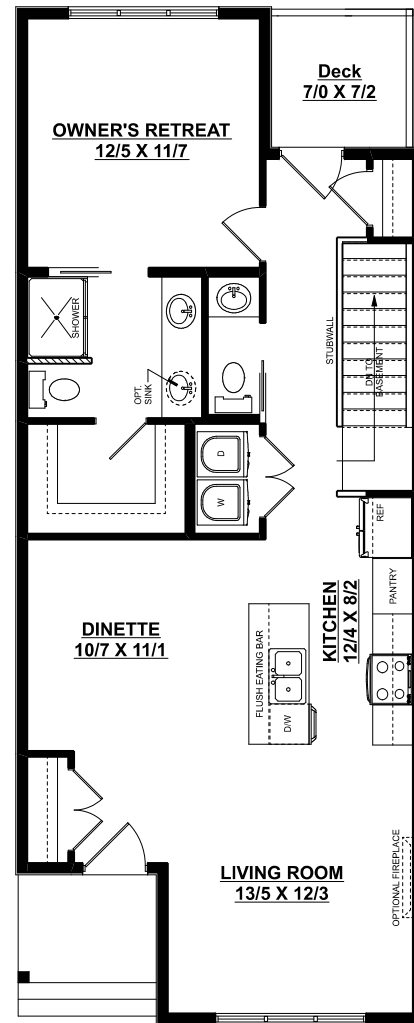 Deck
7/0 X 7/2
OWNER'S RETREAT
12/5 X 11/7
SHOWER
STUBWALL
DN TO
BASEMENT
OPT.
SINK
D
W
REF
PANTRY
KITCHEN
12/4 X 8/2
DINETTE
10/7 X 11/1
FLUSH EATING BAR
D/W
OPTIONAL FIREPLACE
LIVING ROOM
13/5 X 12/3